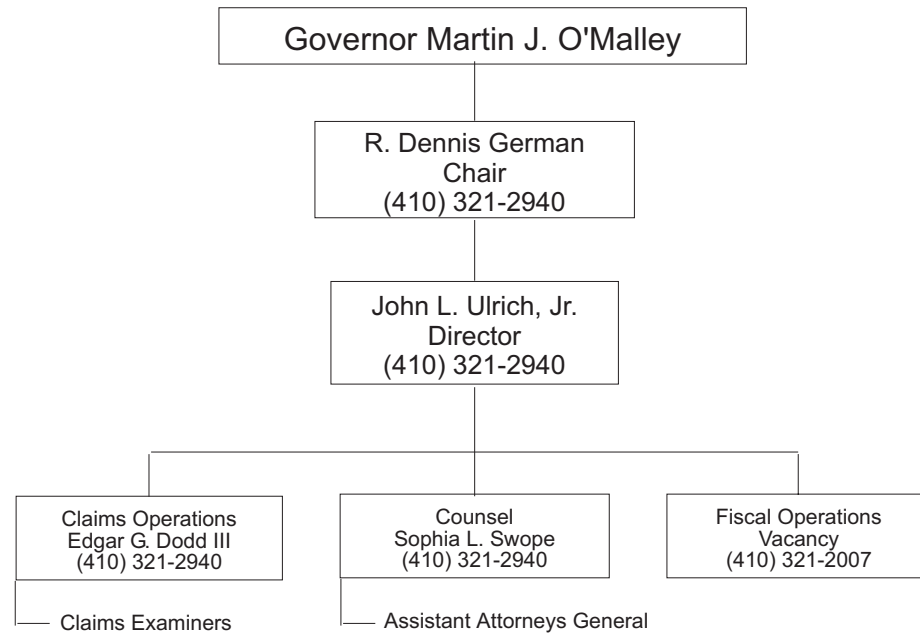 Governor Martin J. O'Malley
R. Dennis German
Chair
(410) 321-2940
John L. Ulrich, Jr.
Director
(410) 321-2940
Claims Operations
Edgar G. Dodd III
(410) 321-2940
Claims Examiners
Counsel
Sophia L. Swope
(410) 321-2940
Assistant Attorneys General
Fiscal Operations
Vacancy
(410) 321-2007